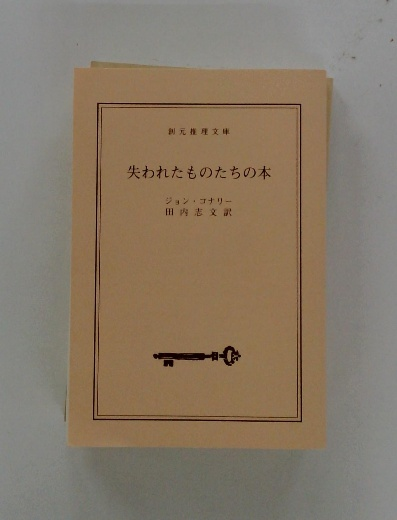 創元推理文庫
失われたものたちの本
ジョン・コナリー
田内志文訳